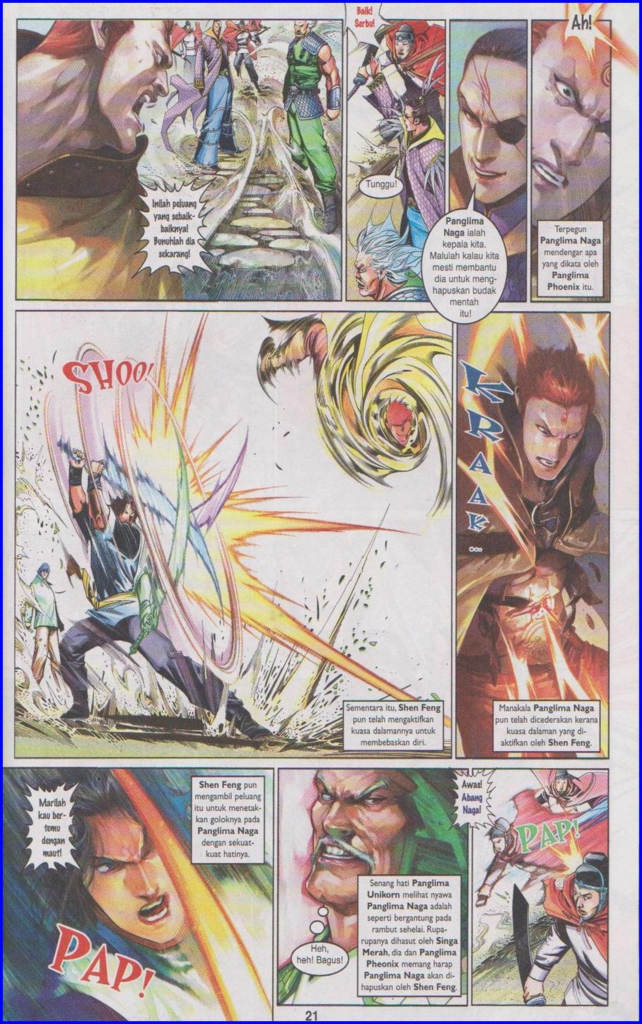 Inilah peluang
yang sebaik-
baiknya!
Bunuhlah dia
sekarang!
Baik!
Serbu!
Tunggu!
Panglima
Naga ialah
kepala kita.
Malulah kalau kita
mesti membantu
dia untuk meng-
hapuskan budak
mentah
itu!
Ah!
Terpegun
Panglima Naga
mendengar apa
yang dikata oleh
Panglima
Phoenix itu.
SHOO!
Sementara itu, Shen Feng
pun telah mengaktifkan
kuasa dalamannya untuk
membebaskan diri.
KRAAK
Manakala Panglima Naga
pun telah dicederakan kerana
kuasa dalaman yang di-
aktifkan oleh Shen Feng.
Marilah
kau ber-
temu
dengan
maut!
Shen Feng pun
mengambil peluang
itu untuk menetak-
kan goloknya pada
Panglima Naga
dengan sekuat-
kuat hatinya.
PAP!
Heh,
heh! Bagus!
Senang hati Panglima
Unikorn melihat nyawa
Panglima Naga adalah
seperti bergantung pada
rambut sehelai. Rupa-
rupanya dihasut oleh Singa
Merah, dia dan Panglima
Pheonix memang harap
Panglima Naga akan di-
hapuskan oleh Shen Feng.
Awas!
Abang
Naga!
PAP!
21